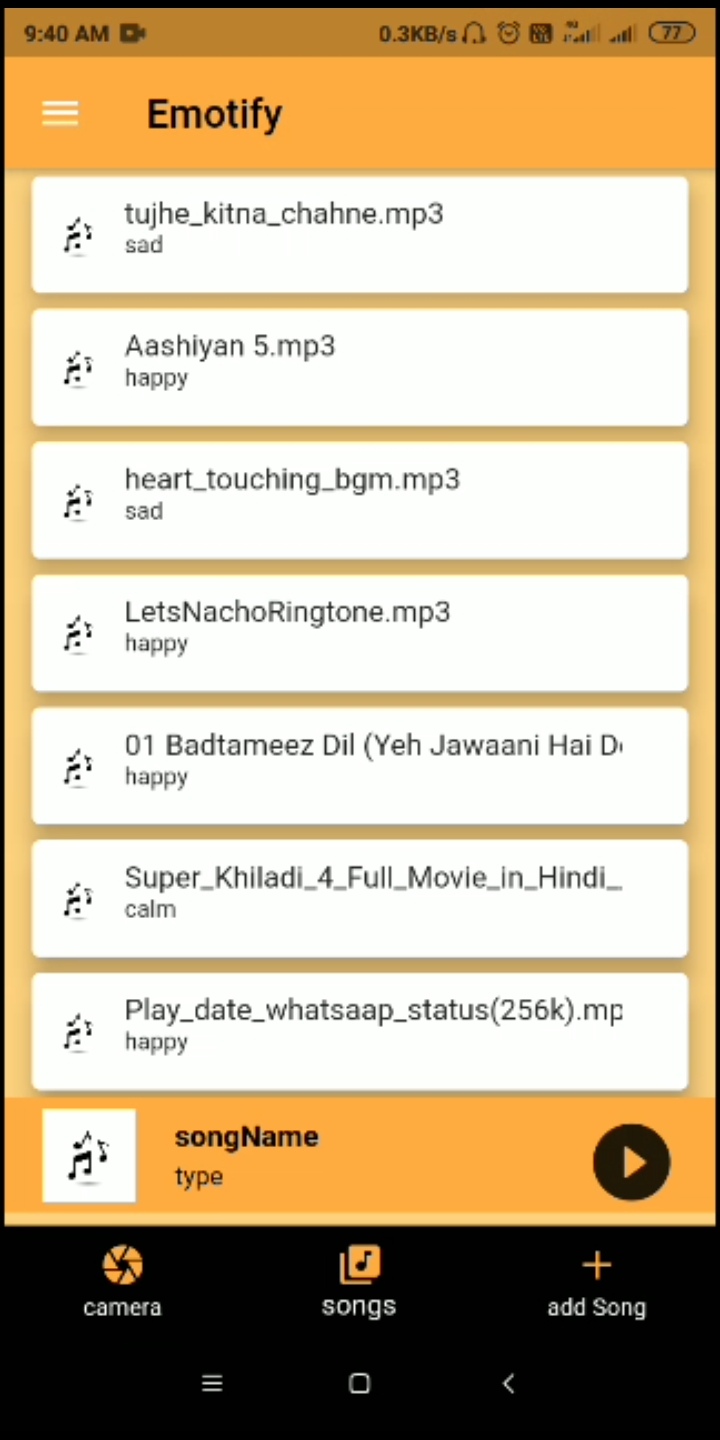 9:40 AM 0.3KB/s 77
Emotify
tujhe_kitna_chahne.mp3
sad
Aashiyan 5.mp3
happy
heart_touching_bgm.mp3
sad
LetsNachoRingtone.mp3
happy
01 Badtameez Dil (Yeh Jawaani Hai D
happy
Super_Khiladi_4_Full_Movie_in_Hindi_
calm
Play_date_whatsaap_status(256k).mp
happy
songName
type
camera songs add Song